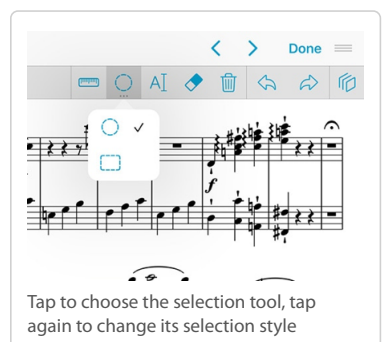 Done
A
f
Tap to choose the selection tool, tap
again to change its selection style